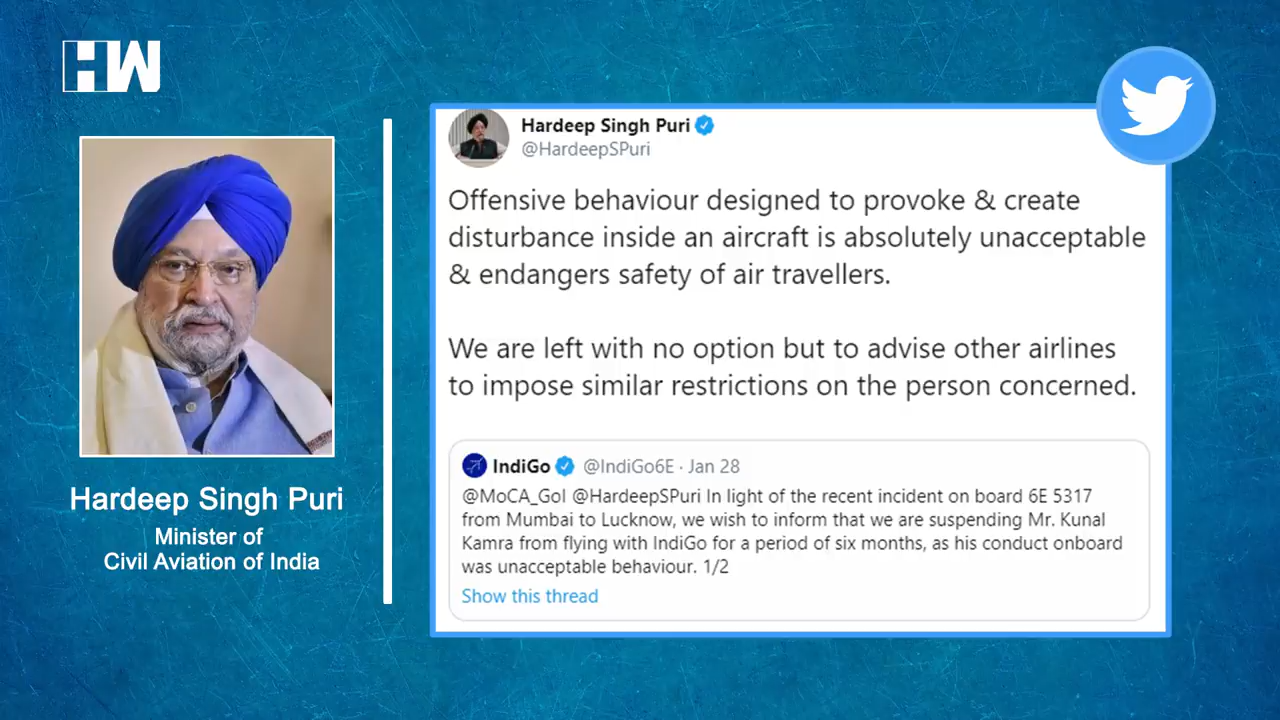 HW
Hardeep Singh Puri
Minister of
Civil Aviation of India
Hardeep Singh Puri
@HardeepSPuri
Offensive behaviour designed to provoke & create
disturbance inside an aircraft is absolutely unacceptable
& endangers safety of air travellers.
We are left with no option but to advise other airlines
to impose similar restrictions on the person concerned.
IndiGo @IndiGo6E · Jan 28
@MoCA_GoI @HardeepSPuri In light of the recent incident on board 6E 5317
from Mumbai to Lucknow, we wish to inform that we are suspending Mr. Kunal
Kamra from flying with IndiGo for a period of six months, as his conduct onboard
was unacceptable behaviour. 1/2
Show this thread